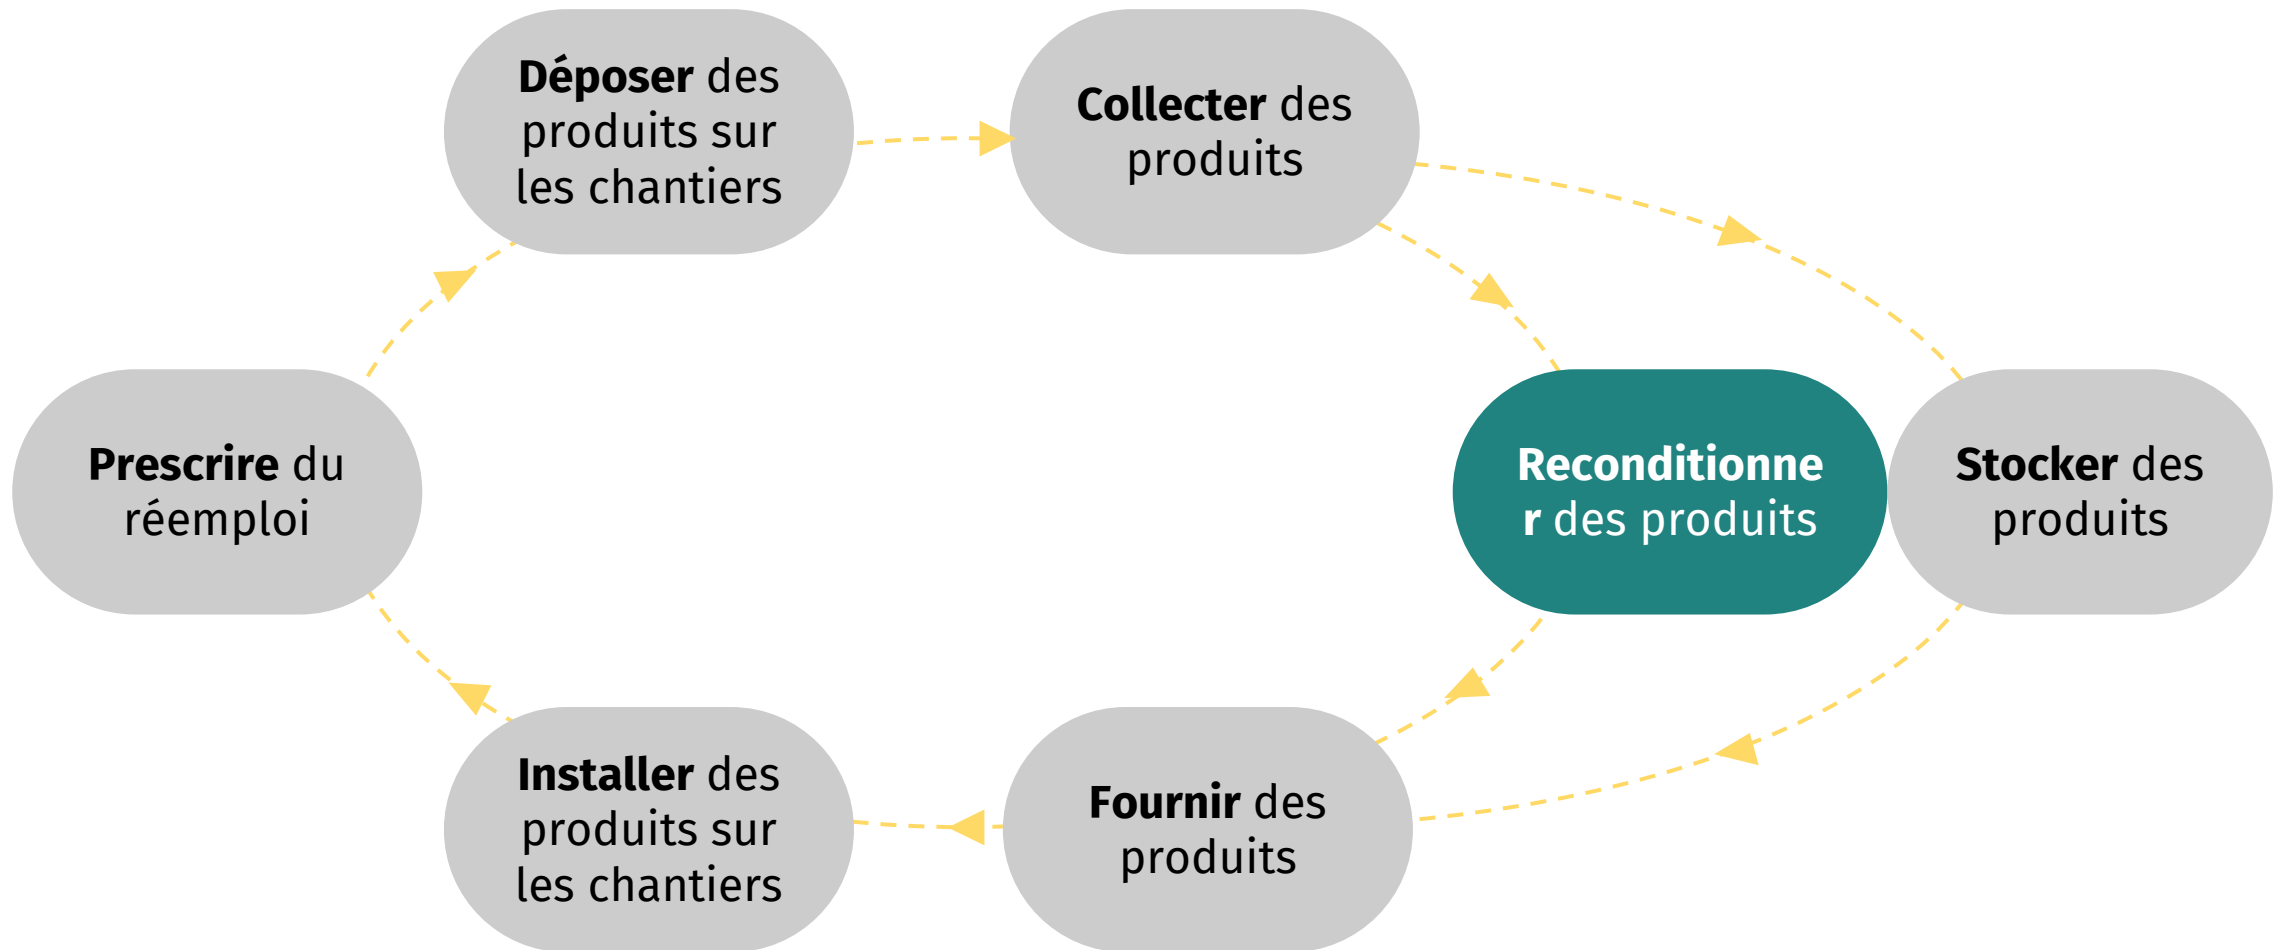 Déposer des
produits sur
les chantiers
Collecter des
produits
Prescrire du
réemploi
Reconditionne
r des produits
Stocker des
produits
Installer des
produits sur
les chantiers
Fournir des
produits